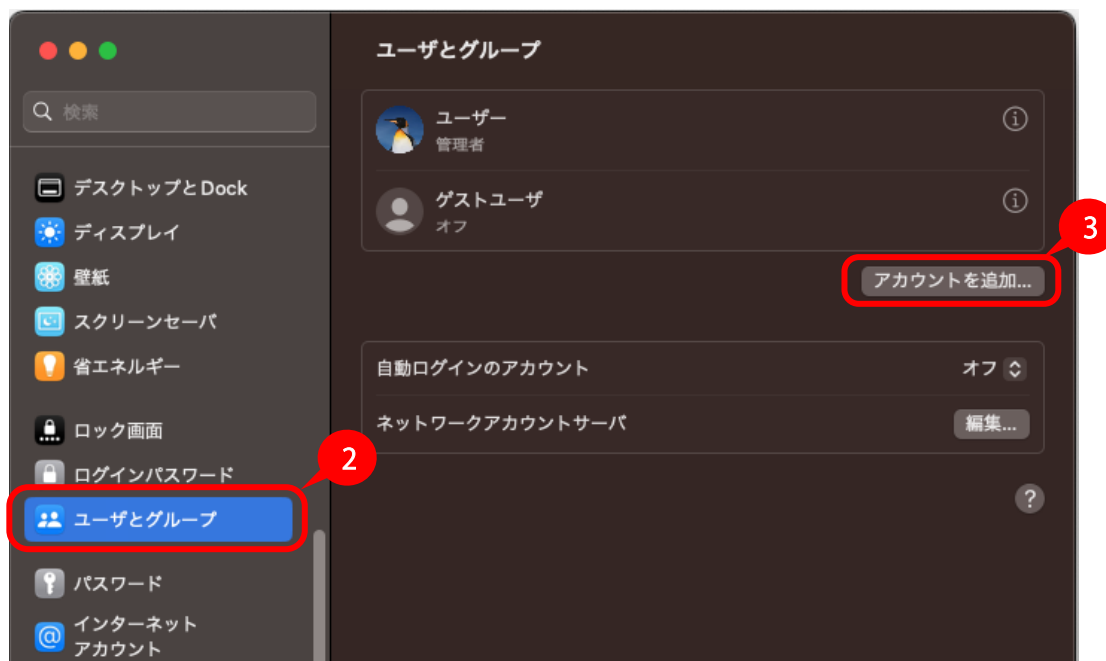 ユーザとグループ
検索
デスクトップとDock
ディスプレイ
壁紙
スクリーンセーバ
省エネルギー
ロック画面
ログインパスワード
ユーザとグループ
2
パスワード
インターネット
アカウント
ユーザー
管理者
ゲストユーザ
オフ
3
アカウントを追加...
自動ログインのアカウント
オフ
ネットワークアカウントサーバ
編集...
?